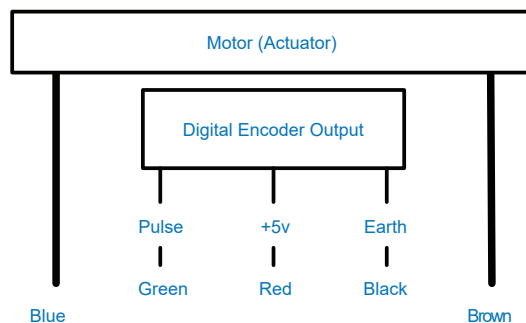 Motor (Actuator)
Digital Encoder Output
Pulse +5v Earth
Green Red Black
Blue Brown